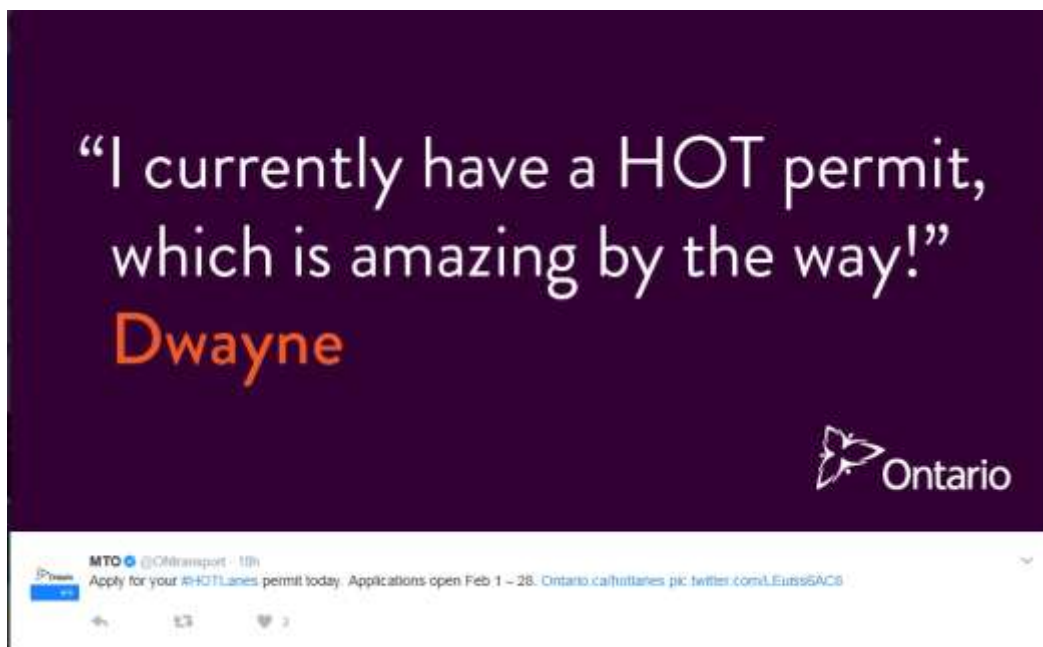 “I currently have a HOT permit,
which is amazing by the way!”
Dwayne
Ontario
MTO @ONtransport · 18h
Apply for your #HOTLanes permit today. Applications open Feb 1 – 28. Ontario.ca/hotlanes